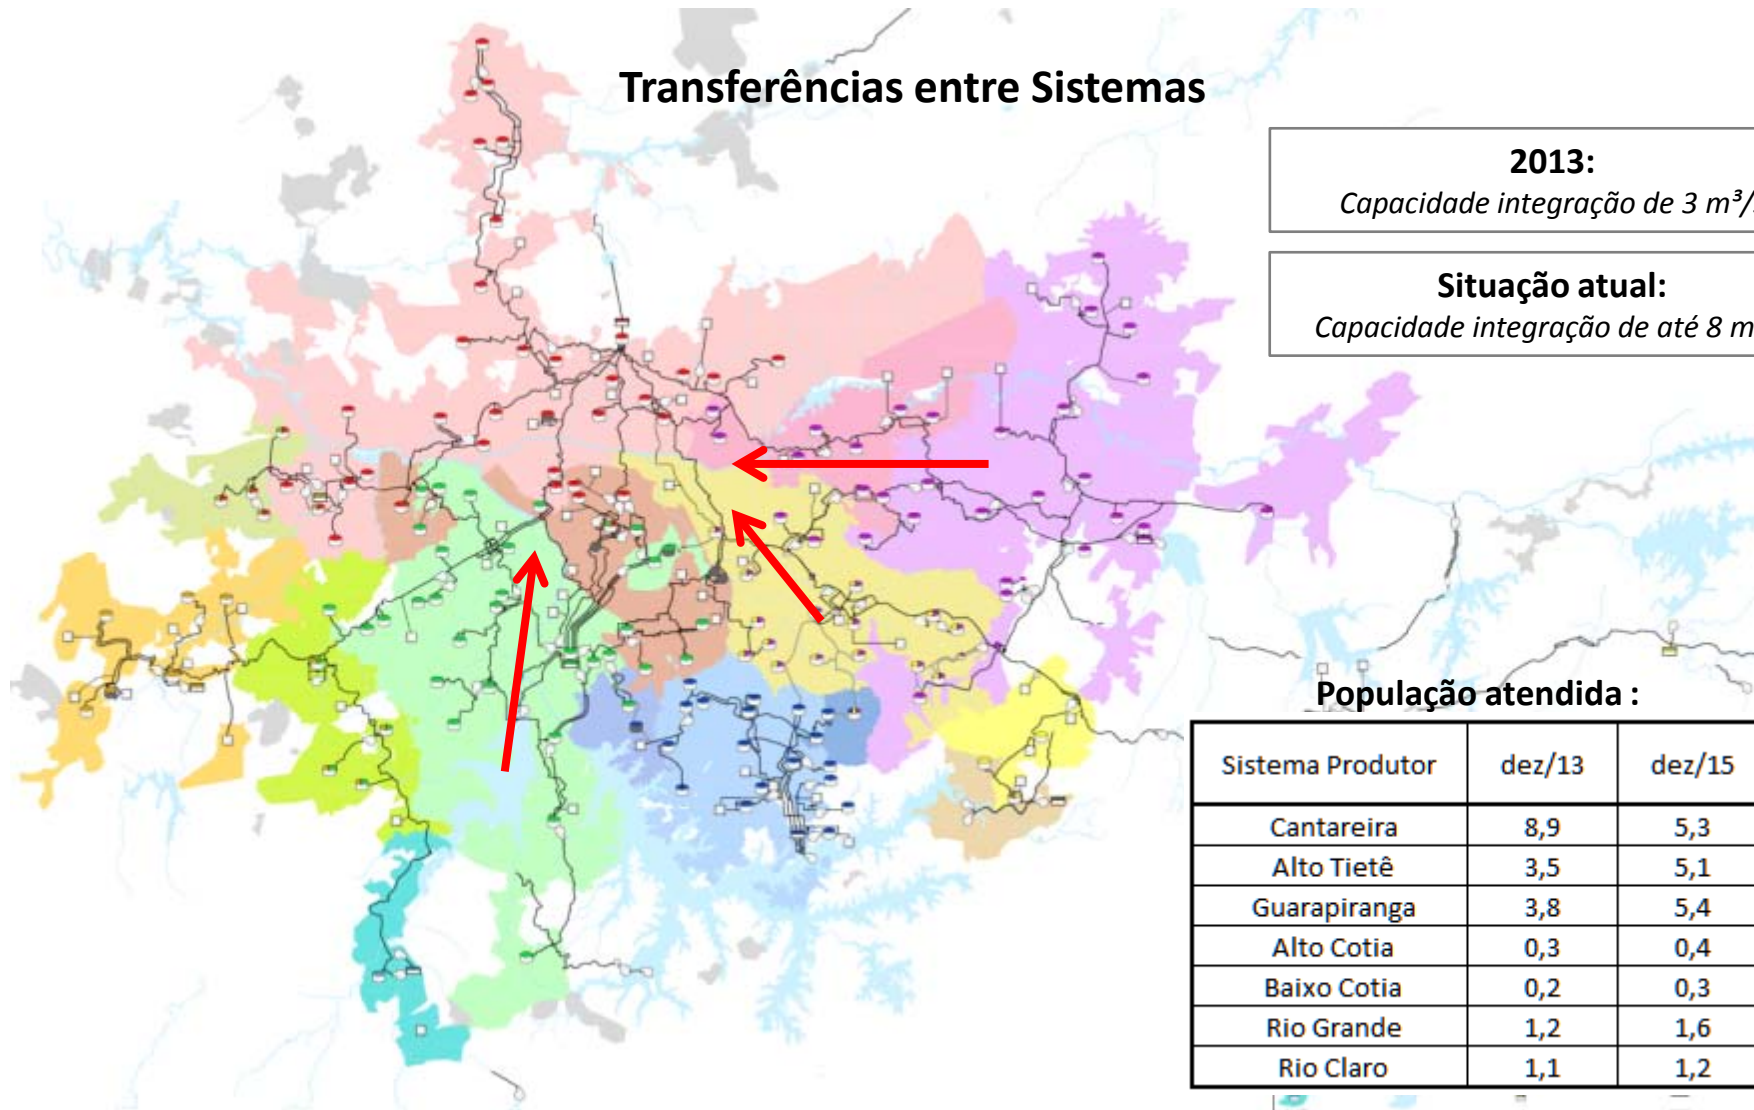 Transferências entre Sistemas
2013:
Capacidade integração de 3 m³/
Situação atual:
Capacidade integração de até 8 m
População atendida :
Sistema Produtor dez/13 dez/15
Cantareira 8,9 5,3
Alto Tietê 3,5 5,1
Guarapiranga 3,8 5,4
Alto Cotia 0,3 0,4
Baixo Cotia 0,2 0,3
Rio Grande 1,2 1,6
Rio Claro 1,1 1,2